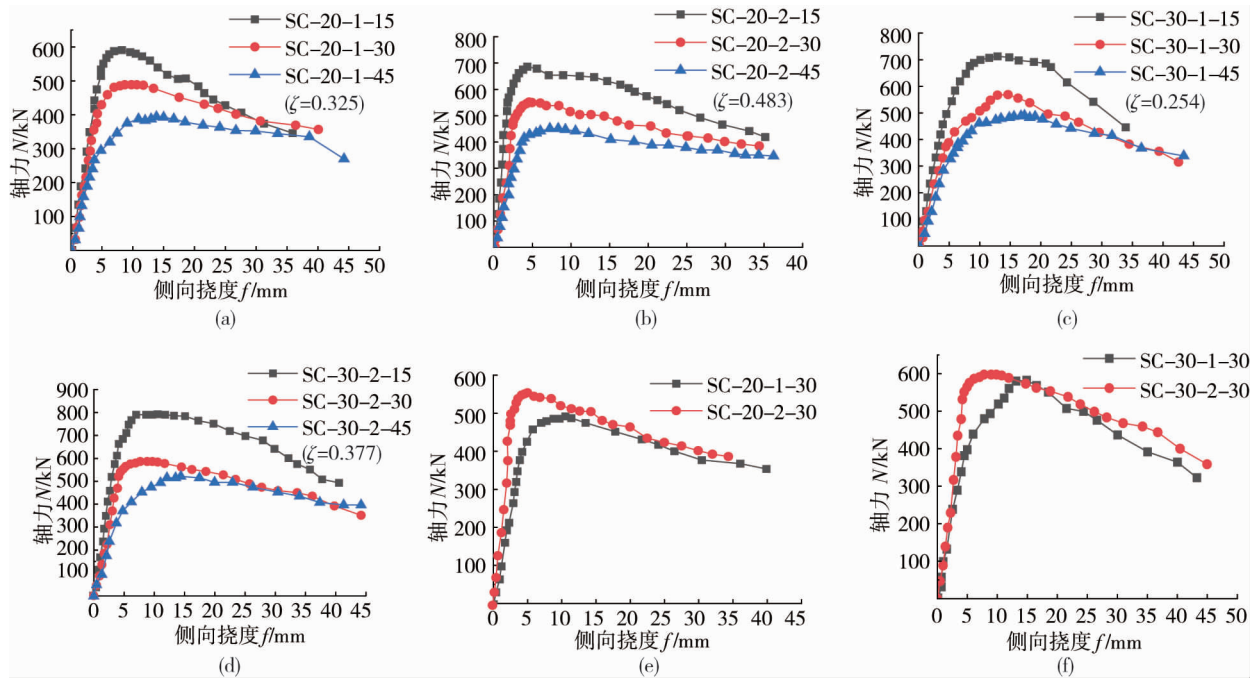 SC-20-1-15
SC-20-1-30
SC-20-1-45
(ζ=0.325)
600
500
400
300
200
100
轴力 N/kN
0 5 10 15 20 25 30 35 40 45 50
侧向挠度 f/mm
(a)
SC-20-2-15
SC-20-2-30
SC-20-2-45
(ζ=0.483)
800
700
600
500
400
300
200
100
轴力 N/kN
0 5 10 15 20 25 30 35 40
侧向挠度 f/mm
(b)
SC-30-1-15
SC-30-1-30
SC-30-1-45
(ζ=0.254)
800
700
600
500
400
300
200
100
轴力 N/kN
0 5 10 15 20 25 30 35 40 45 50
侧向挠度 f/mm
(c)
SC-30-2-15
SC-30-2-30
SC-30-2-45
(ζ=0.377)
900
800
700
600
500
400
300
200
100
轴力 N/kN
0 5 10 15 20 25 30 35 40 45
侧向挠度 f/mm
(d)
SC-20-1-30
SC-20-2-30
600
500
400
300
200
100
轴力 N/kN
0 5 10 15 20 25 30 35 40 45
侧向挠度 f/mm
(e)
SC-30-1-30
SC-30-2-30
600
500
400
300
200
100
轴力 N/kN
0 5 10 15 20 25 30 35 40 45 50
侧向挠度 f/mm
(f)